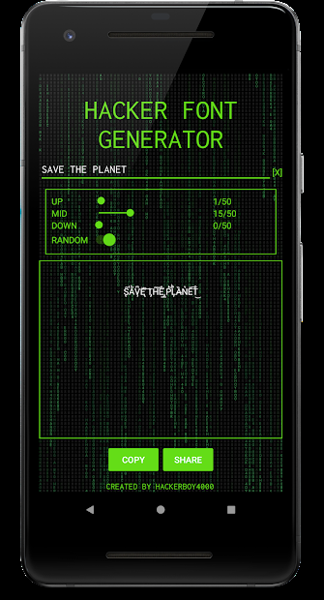 HACKER FONT
GENERATOR
SAVE THE PLANET [X]
UP 1/50
MID 15/50
DOWN 0/50
RANDOM
SAVE THE PLANET
COPY SHARE
CREATED BY HACKERBOY4000